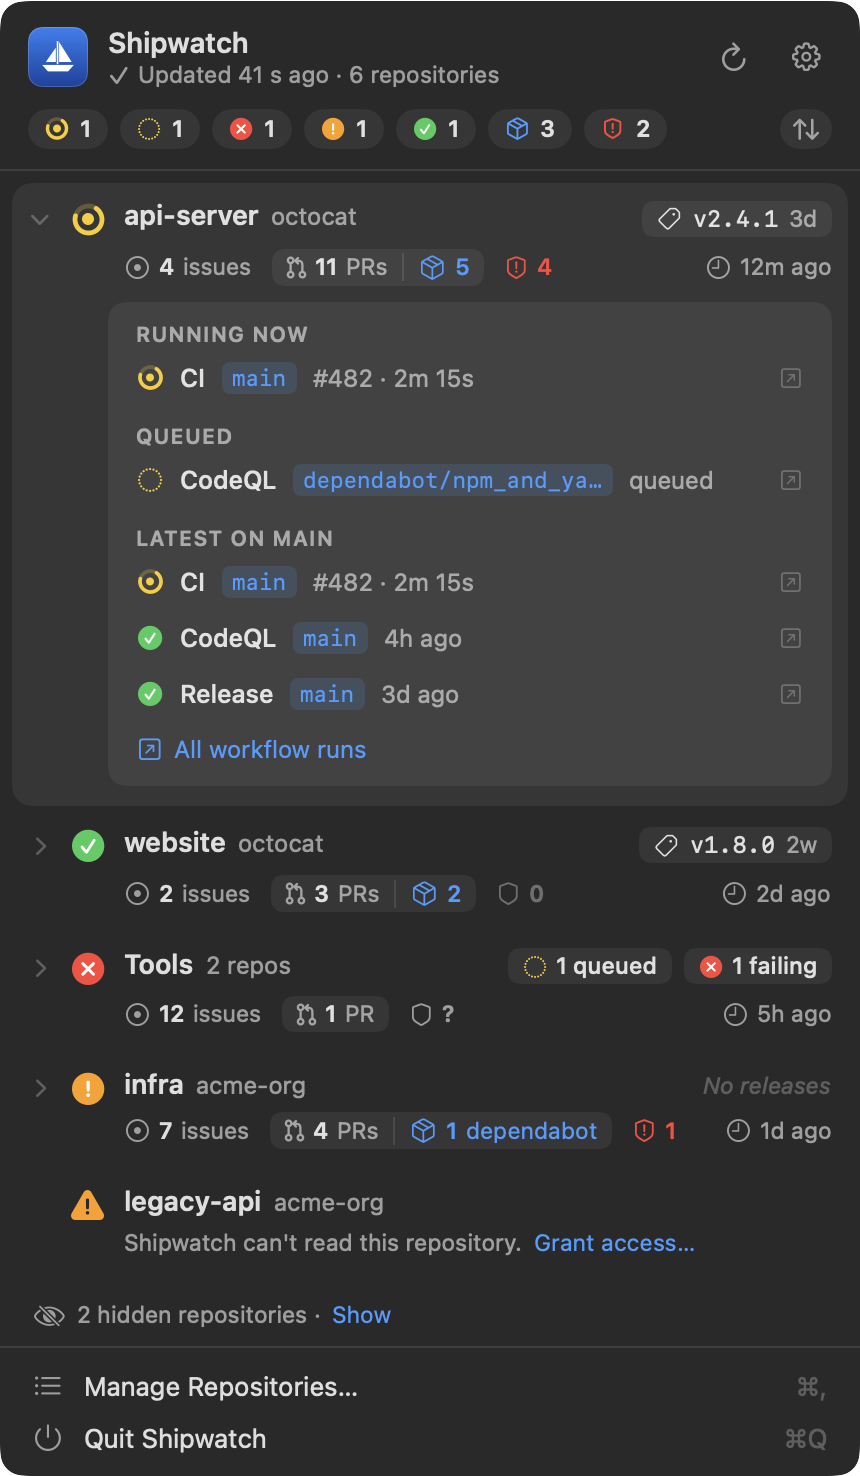 Shipwatch
Updated 41 s ago · 6 repositories
1 1 1 1 1 3 2
api-server octocat v2.4.1 3d
4 issues 11 PRs 5 4 12m ago
RUNNING NOW
CI main #482 · 2m 15s
QUEUED
CodeQL dependabot/npm_and_ya… queued
LATEST ON MAIN
CI main #482 · 2m 15s
CodeQL main 4h ago
Release main 3d ago
All workflow runs
website octocat v1.8.0 2w
2 issues 3 PRs 2 0 2d ago
Tools 2 repos 1 queued 1 failing
12 issues 1 PR ? 5h ago
infra acme-org No releases
7 issues 4 PRs 1 dependabot 1 1d ago
legacy-api acme-org
Shipwatch can't read this repository. Grant access…
2 hidden repositories · Show
Manage Repositories… ⌘,
Quit Shipwatch ⌘Q